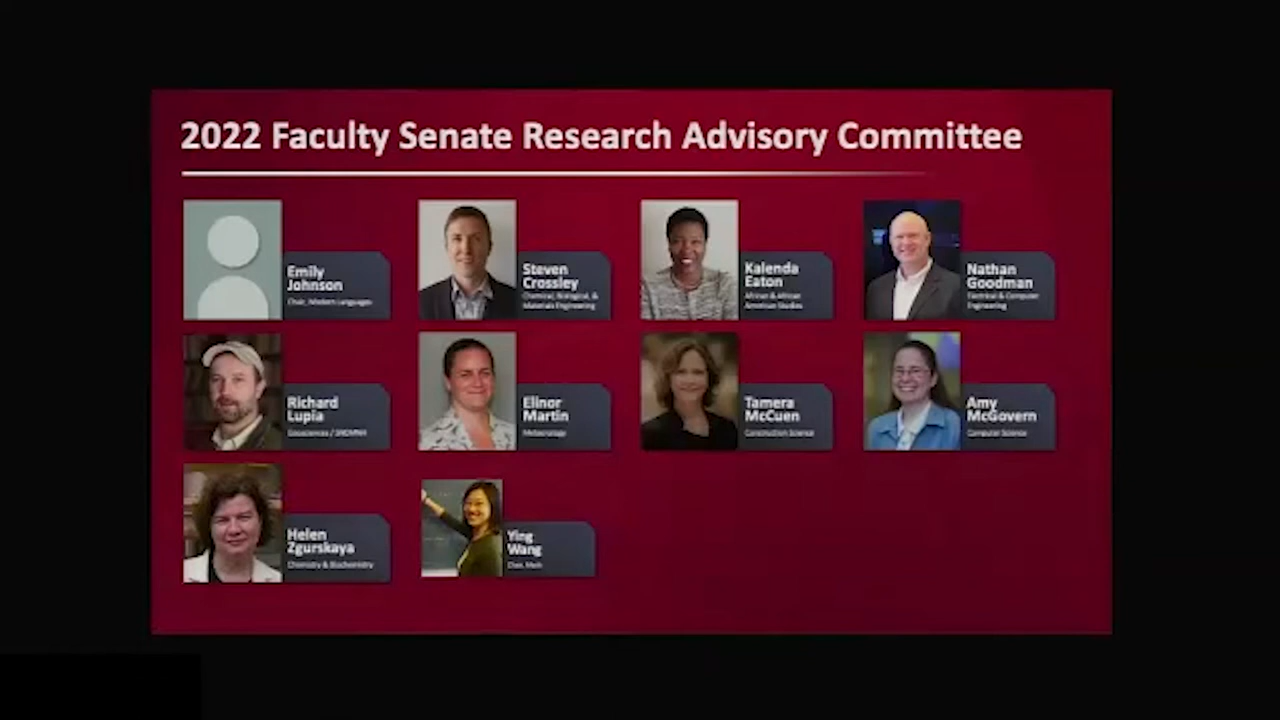 2022 Faculty Senate Research Advisory Committee
Emily
Johnson
Chair, Modern Languages
Steven
Crossley
Chemical, Biological, &
Materials Engineering
Kalenda
Eaton
African & African
American Studies
Nathan
Goodman
Electrical & Computer
Engineering
Richard
Lupia
Geosciences / SNOMNH
Elinor
Martin
Meteorology
Tamera
McCuen
Construction Science
Amy
McGovern
Computer Science
Helen
Zgurskaya
Chemistry & Biochemistry
Ying
Wang
Chair, Math